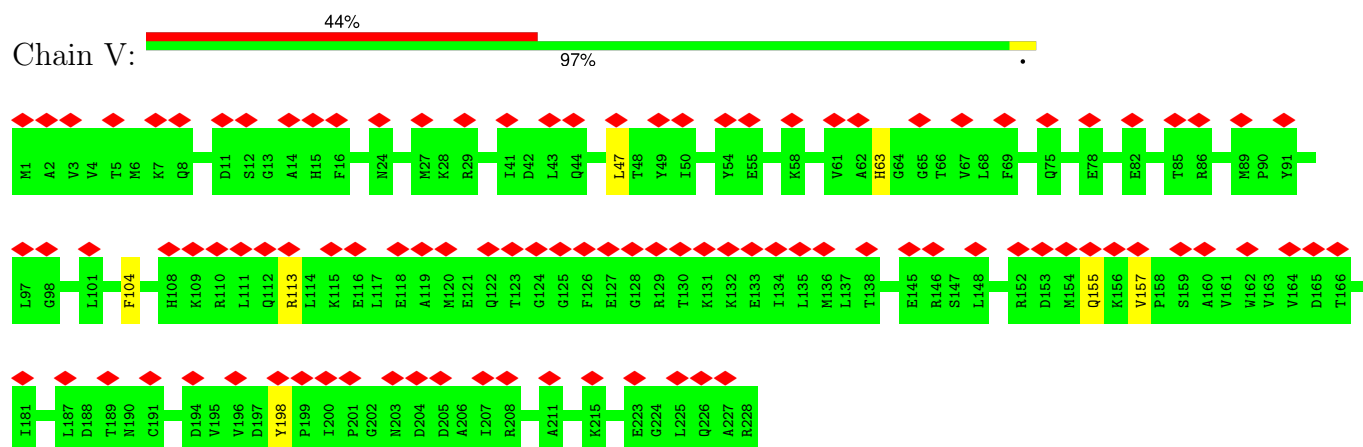 44%
Chain V:
97%
.
M1 A2 V3 V4 T5 M6 K7 Q8 D11 S12 G13 A14 H15 F16 N24 M27 K28 R29 I41 D42 L43 Q44 L47 T48 Y49 I50 Y54 E55 K58 V61 A62 H63 G64 G65 T66 V67 L68 F69 Q75 E78 E82 T85 R86 M89 P90 Y91
L97 G98 L101 F104 H108 K109 R110 L111 Q112 R113 L114 K115 E116 L117 E118 A119 M120 E121 Q122 T123 G124 G125 F126 E127 G128 R129 T130 K131 K132 E133 I134 L135 M136 L137 T138 E145 R146 S147 L148 R152 D153 M154 Q155 K156 V157 P158 S159 A160 V161 W162 V163 V164 D165 T166
I181 L187 D188 T189 N190 C191 D194 V195 V196 D197 Y198 P199 I200 P201 G202 N203 D204 D205 A206 I207 R208 A211 K215 E223 G224 L225 Q226 A227 R228